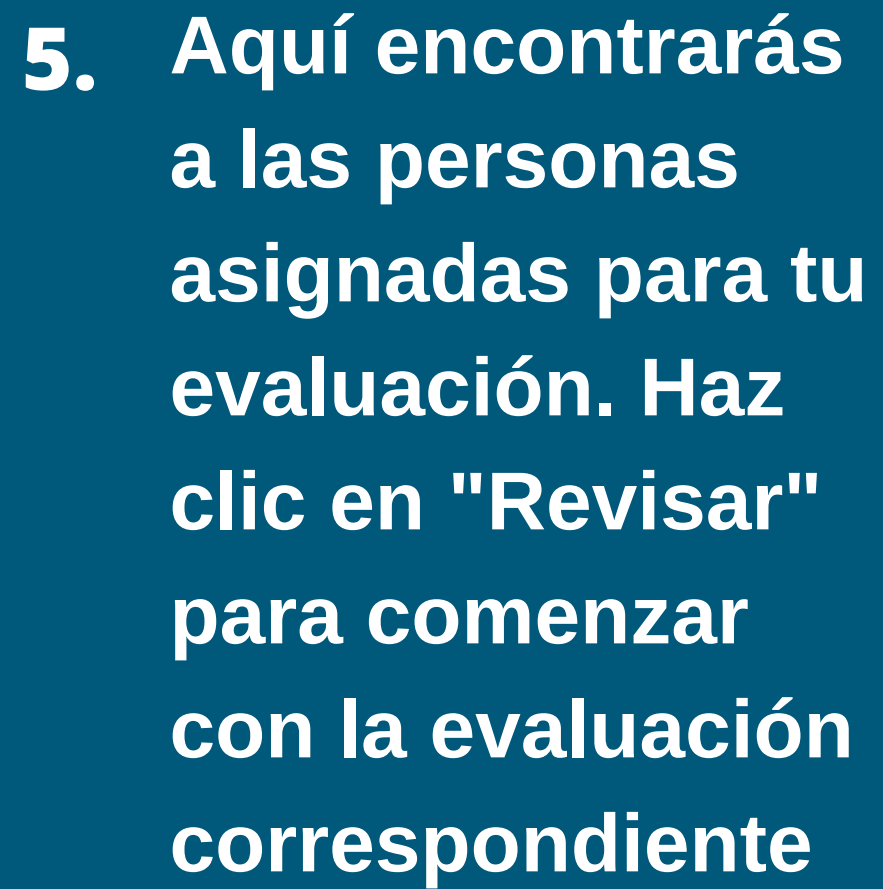 5. Aquí encontrarás
a las personas
asignadas para tu
evaluación. Haz
clic en "Revisar"
para comenzar
con la evaluación
correspondiente